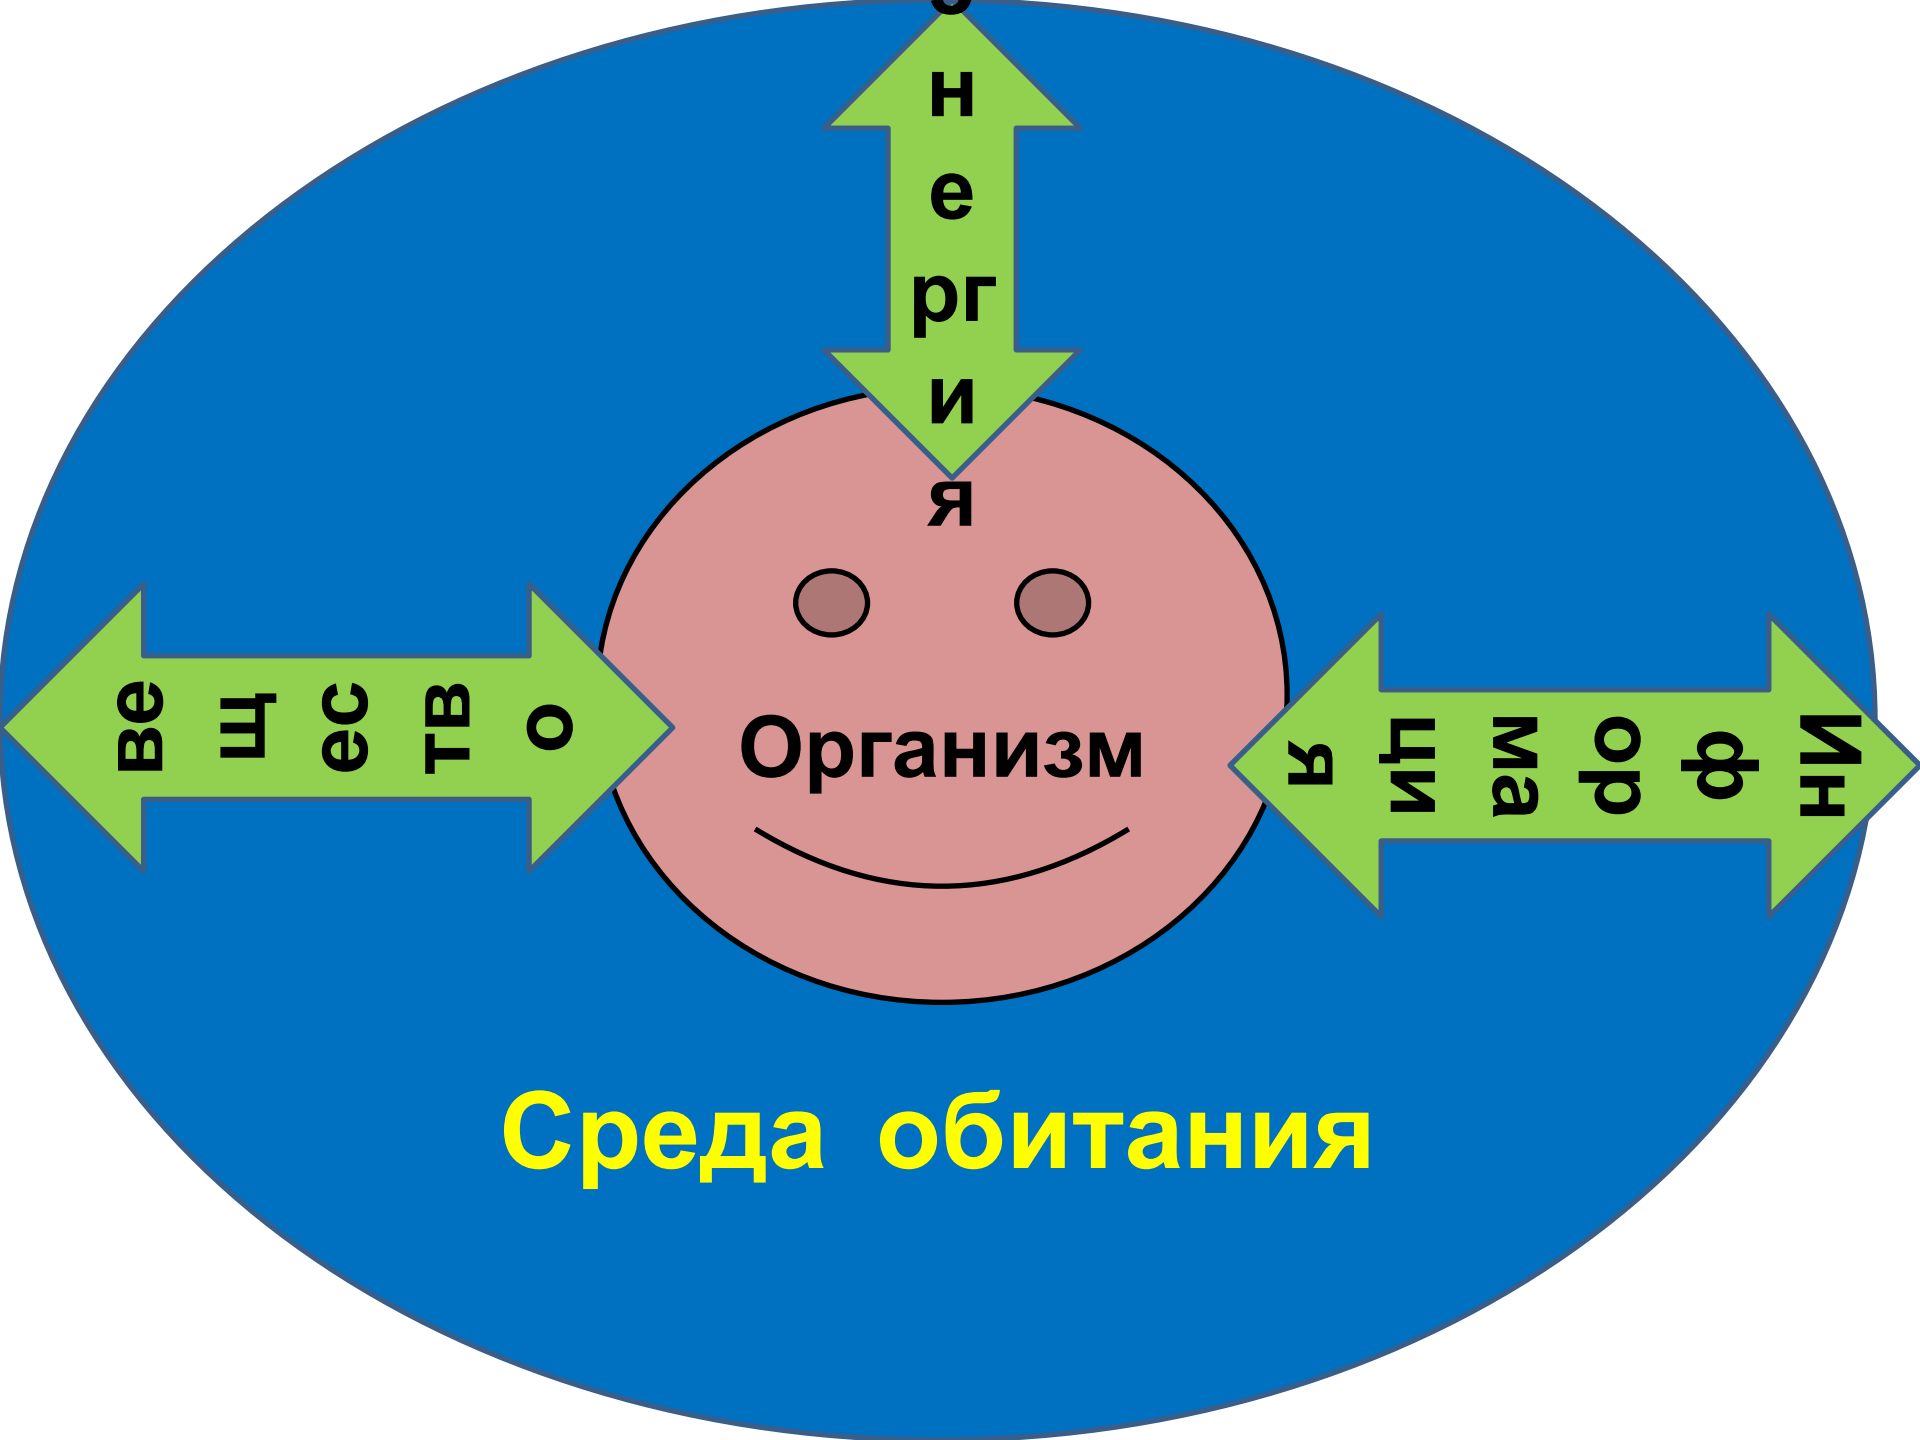 н
е
рг
и
я
ве
щ
ес
тв
о
Организм
Ин
ф
ор
ма
ци
я
Среда обитания